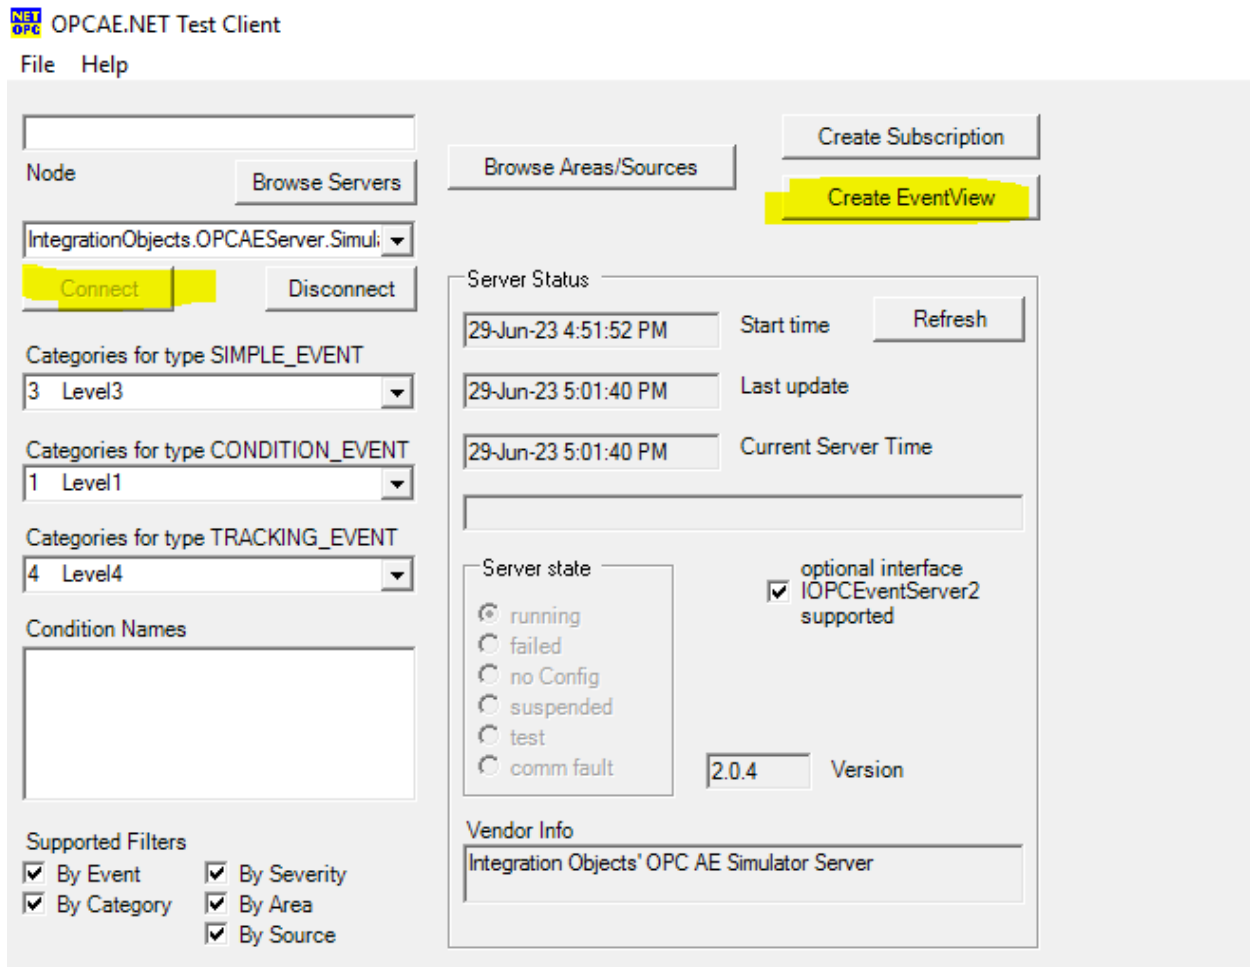 NET OPC OPCAE.NET Test Client
File Help
Node
Browse Servers
IntegrationObjects.OPCAEServer.Simula
Connect
Disconnect
Categories for type SIMPLE_EVENT
3 Level3
Categories for type CONDITION_EVENT
1 Level1
Categories for type TRACKING_EVENT
4 Level4
Condition Names
Supported Filters
By Event By Severity
By Category By Area
By Source
Browse Areas/Sources
Create Subscription
Create EventView
Server Status
29-Jun-23 4:51:52 PM Start time Refresh
29-Jun-23 5:01:40 PM Last update
29-Jun-23 5:01:40 PM Current Server Time
Server state
running
failed
no Config
suspended
test
comm fault
optional interface
IOPCEventServer2
supported
2.0.4 Version
Vendor Info
Integration Objects' OPC AE Simulator Server